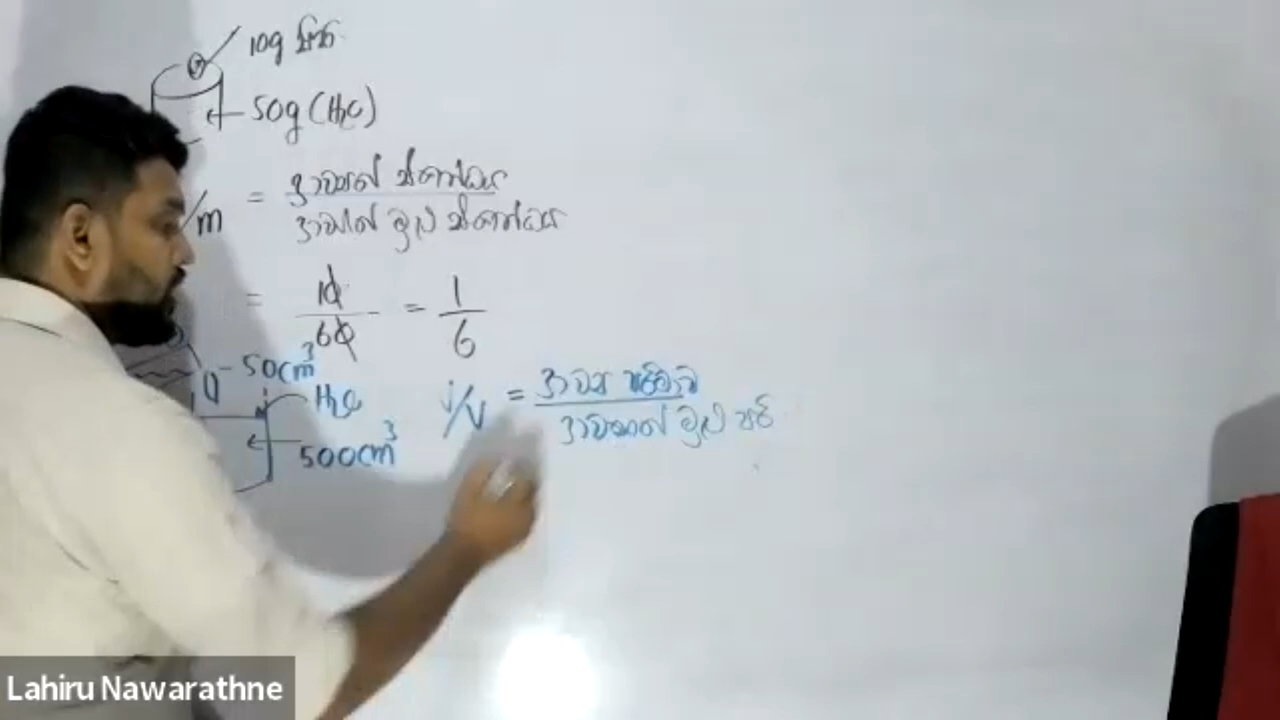 10g සීනි
50g (H₂O)
/m = ද්‍රාව්‍යයේ ස්කන්ධය
ද්‍රාවණයේ මුළු ස්කන්ධය
= 10/60 = 1/6
50cm³
H₂O
500cm³
V/V = ද්‍රාව්‍ය පරිමාව
ද්‍රාවණයේ මුළු පරි
Lahiru Nawarathne